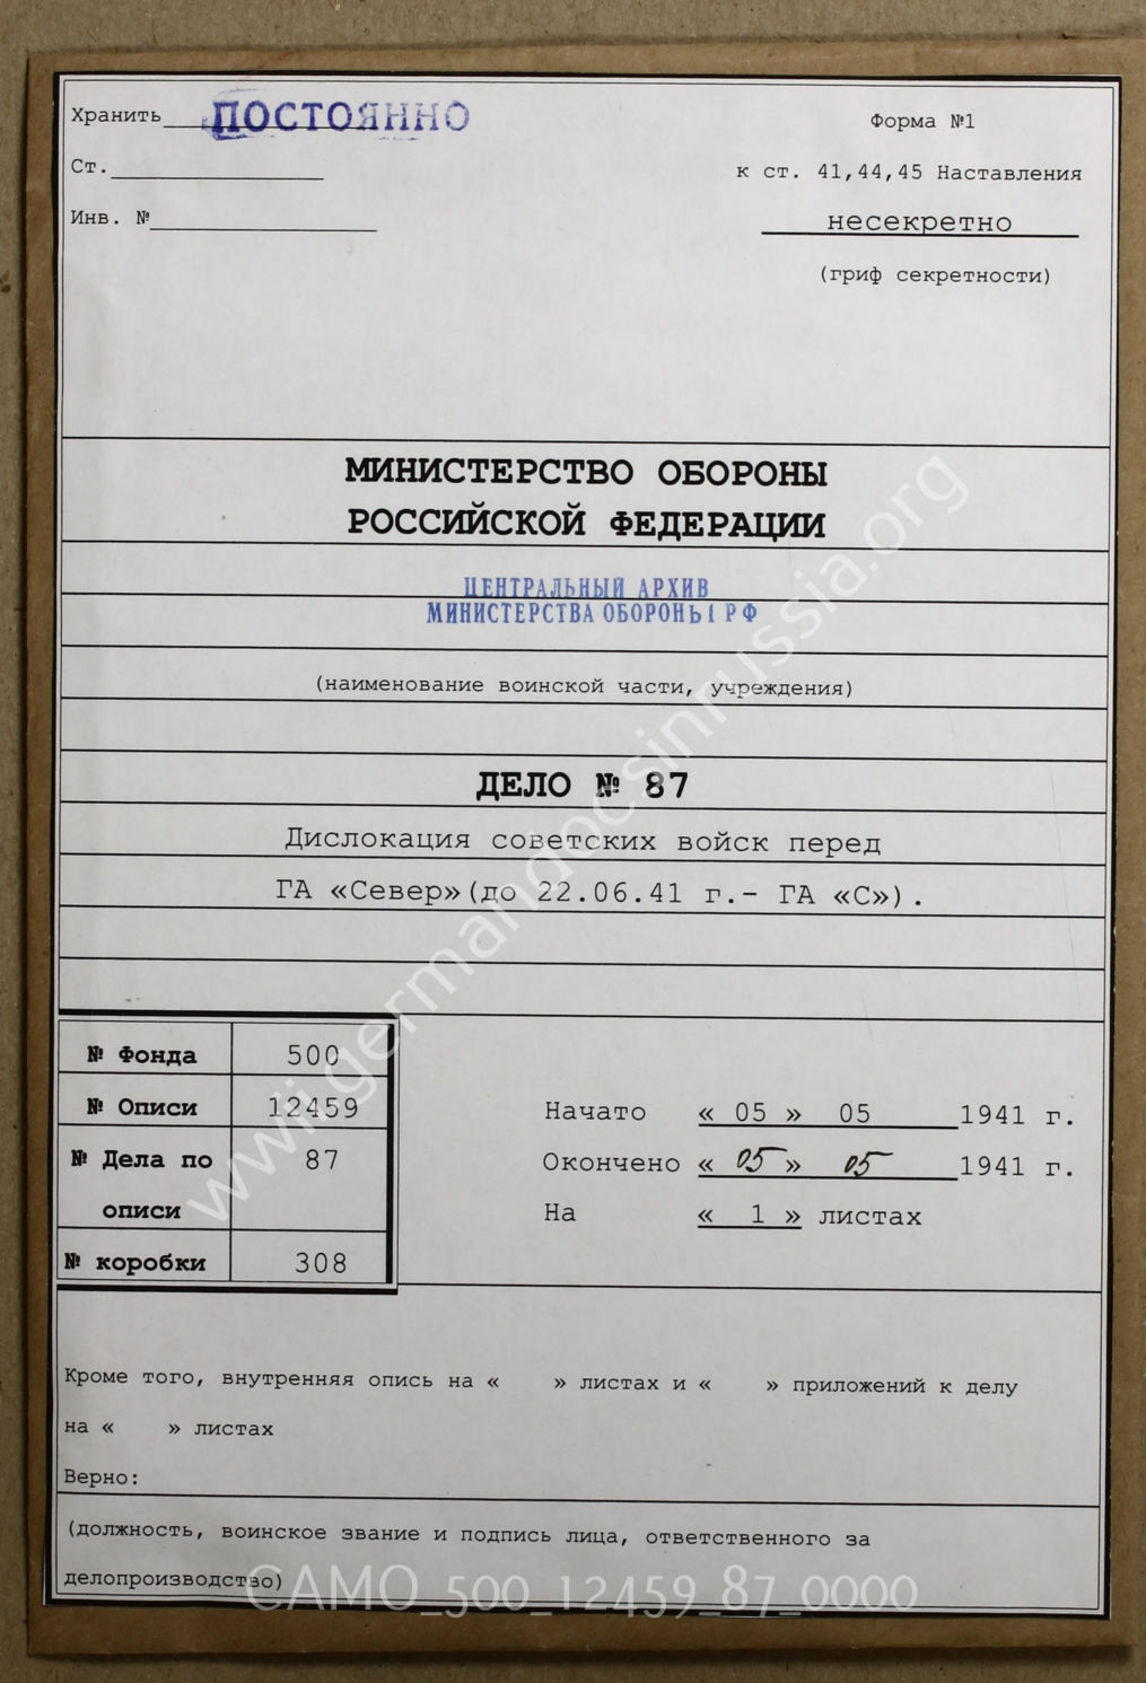 Хранить ПОСТОЯННО
Форма №1
Ст.
к ст. 41,44,45 Наставления
Инв. №
несекретно
(гриф секретности)
МИНИСТЕРСТВО ОБОРОНЫ
РОССИЙСКОЙ ФЕДЕРАЦИИ
ЦЕНТРАЛЬНЫЙ АРХИВ
МИНИСТЕРСТВА ОБОРОНЫ РФ
(наименование воинской части, учреждения)
ДЕЛО № 87
Дислокация советских войск перед
ГА «Север»(до 22.06.41 г.- ГА «С»).
№ Фонда 500
№ Описи 12459
№ Дела по описи 87
№ коробки 308
Начато « 05 » 05 1941 г.
Окончено « 05 » 05 1941 г.
На « 1 » листах
Кроме того, внутренняя опись на « » листах и « » приложений к делу
на « » листах
Верно:
(должность, воинское звание и подпись лица, ответственного за
делопроизводство)
wwii.germandocsinrussia.org
CAMO_500_12459_87_0000